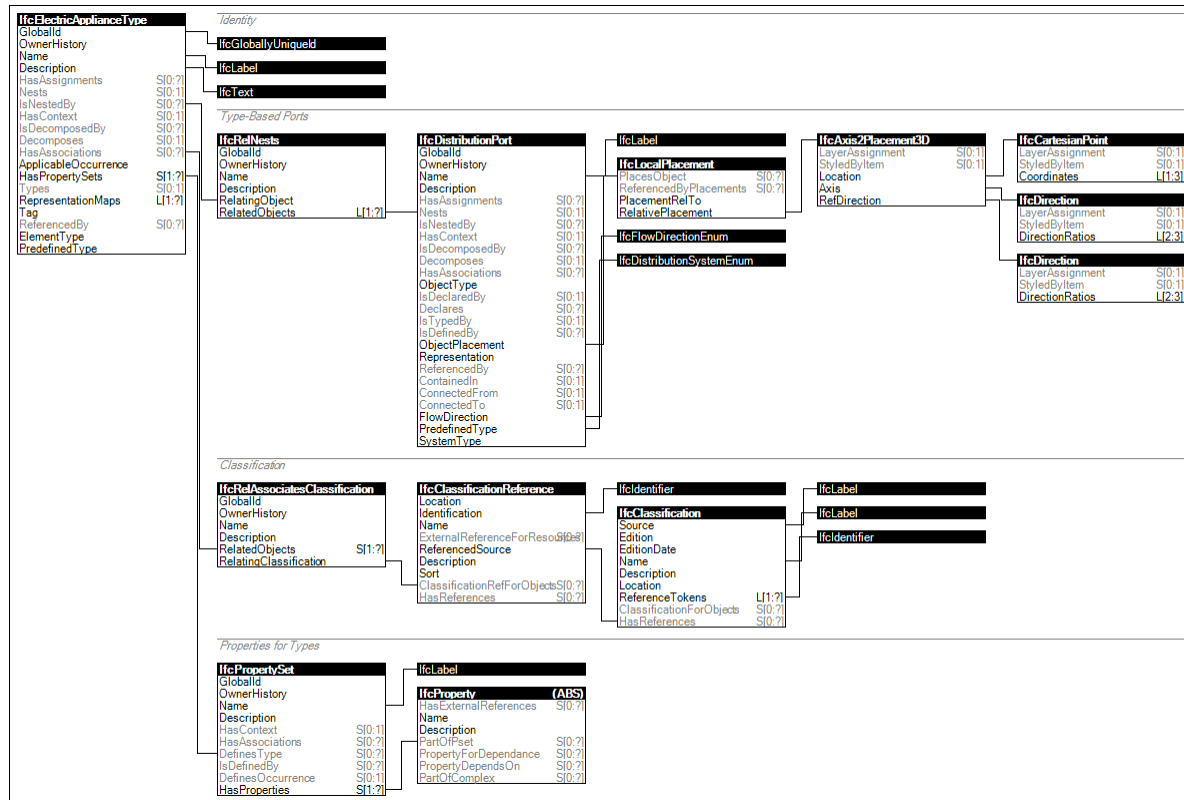 IfcElectricApplianceType
GlobalId
OwnerHistory
Name
Description
HasAssignments S[0:?]
Nests S[0:1]
IsNestedBy S[0:?]
HasContext S[0:1]
IsDecomposedBy S[0:?]
Decomposes S[0:1]
HasAssociations S[0:?]
ApplicableOccurrence
HasPropertySets S[1:?]
Types S[0:1]
RepresentationMaps L[1:?]
Tag
ReferencedBy S[0:?]
ElementType
PredefinedType
Identity
IfcGloballyUniqueId
IfcLabel
IfcText
Type-Based Ports
IfcRelNests
GlobalId
OwnerHistory
Name
Description
RelatingObject
RelatedObjects L[1:?]
IfcDistributionPort
GlobalId
OwnerHistory
Name
Description
HasAssignments S[0:?]
Nests S[0:1]
IsNestedBy S[0:?]
HasContext S[0:1]
IsDecomposedBy S[0:?]
Decomposes S[0:1]
HasAssociations S[0:?]
ObjectType
IsDeclaredBy S[0:1]
Declares S[0:?]
IsTypedBy S[0:1]
IsDefinedBy S[0:?]
ObjectPlacement
Representation
ReferencedBy S[0:?]
ContainedIn S[0:1]
ConnectedFrom S[0:1]
ConnectedTo S[0:1]
FlowDirection
PredefinedType
SystemType
IfcLabel
IfcLocalPlacement
PlacesObject S[0:?]
ReferencedByPlacements S[0:?]
PlacementRelTo
RelativePlacement
IfcFlowDirectionEnum
IfcDistributionSystemEnum
IfcAxis2Placement3D
LayerAssignment S[0:1]
StyledByItem S[0:1]
Location
Axis
RefDirection
IfcCartesianPoint
LayerAssignment S[0:1]
StyledByItem S[0:1]
Coordinates L[1:3]
IfcDirection
LayerAssignment S[0:1]
StyledByItem S[0:1]
DirectionRatios L[2:3]
IfcDirection
LayerAssignment S[0:1]
StyledByItem S[0:1]
DirectionRatios L[2:3]
Classification
IfcRelAssociatesClassification
GlobalId
OwnerHistory
Name
Description
RelatedObjects S[1:?]
RelatingClassification
IfcClassificationReference
Location
Identification
Name
ExternalReferenceForResources S[0:?]
ReferencedSource
Description
Sort
ClassificationRefForObjects S[0:?]
HasReferences S[0:?]
IfcIdentifier
IfcClassification
Source
Edition
EditionDate
Name
Description
Location
ReferenceTokens L[1:?]
ClassificationForObjects S[0:?]
HasReferences S[0:?]
IfcLabel
IfcLabel
IfcIdentifier
Properties for Types
IfcPropertySet
GlobalId
OwnerHistory
Name
Description
HasContext S[0:1]
HasAssociations S[0:?]
DefinesType S[0:?]
IsDefinedBy S[0:?]
DefinesOccurrence S[0:1]
HasProperties S[1:?]
IfcLabel
IfcProperty (ABS)
HasExternalReferences S[0:?]
Name
Description
PartOfPset S[0:?]
PropertyForDependance S[0:?]
PropertyDependsOn S[0:?]
PartOfComplex S[0:?]